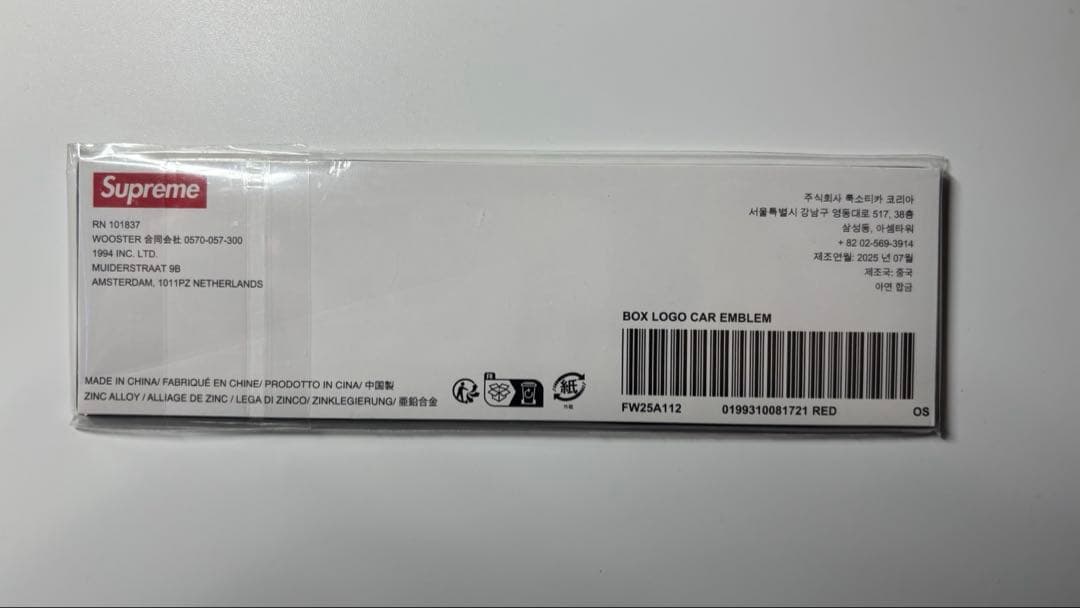 Supreme
RN 101837
WOOSTER 合同会社 0570-057-300
1994 INC. LTD.
MUIDERSTRAAT 9B
AMSTERDAM, 1011PZ NETHERLANDS
주식회사 룩소티카 코리아
서울특별시 강남구 영동대로 517, 38층
삼성동, 아셈타워
+ 82 02-569-3914
제조연월: 2025 년 07월
제조국: 중국
아연 합금
MADE IN CHINA/ FABRIQUÉ EN CHINE/ PRODOTTO IN CINA/ 中国製
ZINC ALLOY / ALLIAGE DE ZINC / LEGA DI ZINCO/ ZINKLEGIERUNG/ 亜鉛合金
FR
紙
外箱
BOX LOGO CAR EMBLEM
FW25A112 0199310081721 RED OS